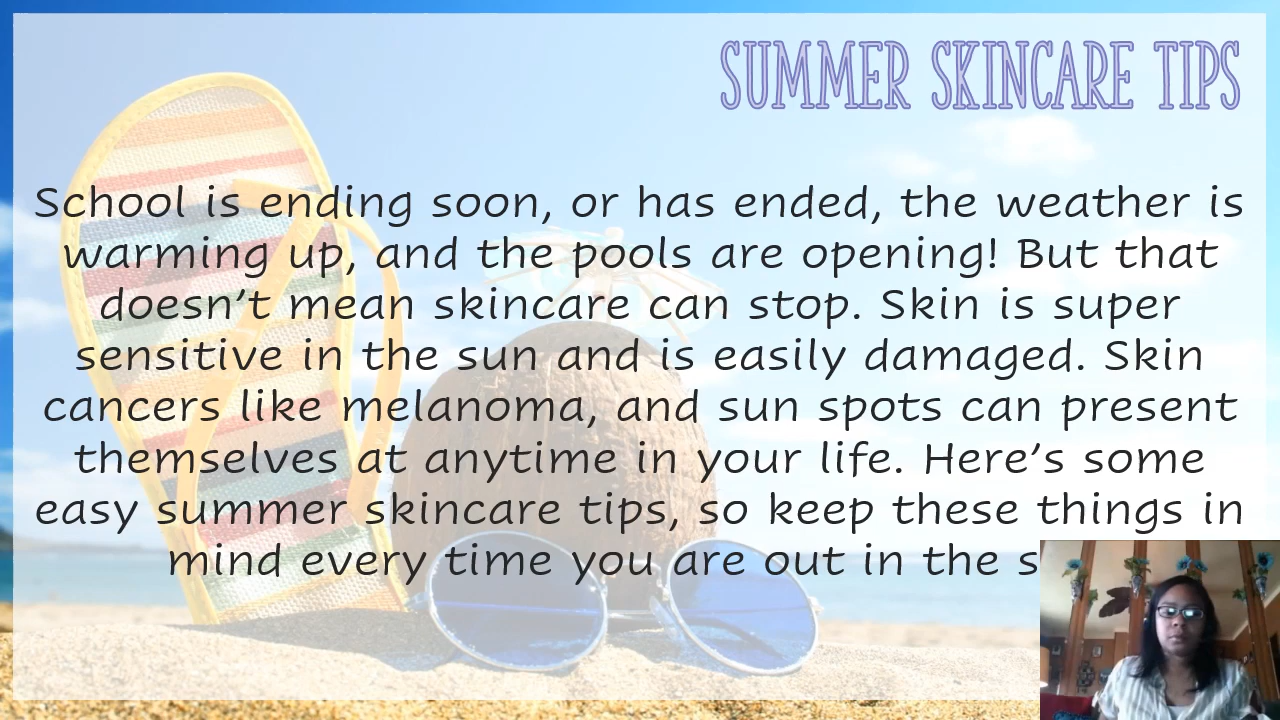 SUMMER SKINCARE TIPS
School is ending soon, or has ended, the weather is
warming up, and the pools are opening! But that
doesn’t mean skincare can stop. Skin is super
sensitive in the sun and is easily damaged. Skin
cancers like melanoma, and sun spots can present
themselves at anytime in your life. Here’s some
easy summer skincare tips, so keep these things in
mind every time you are out in the